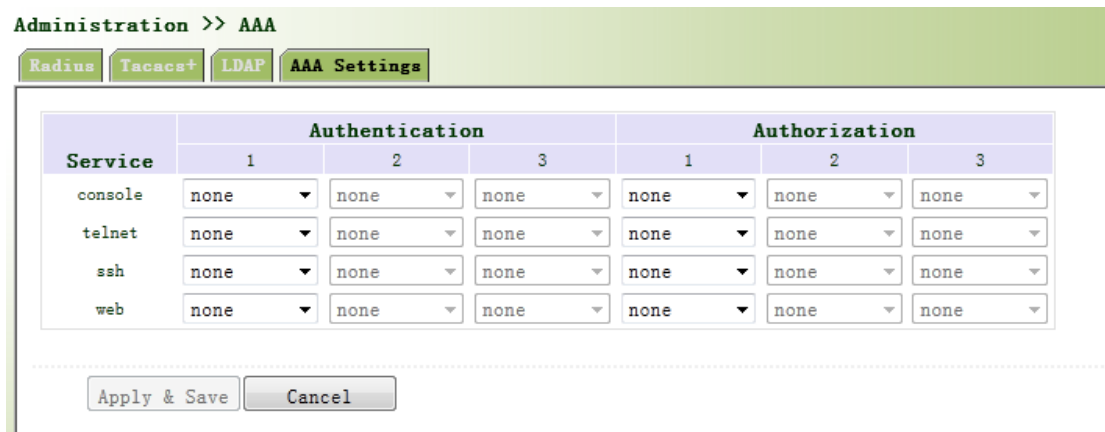 Administration >> AAA
Radius Tacacs+ LDAP AAA Settings
Authentication Authorization
Service 1 2 3 1 2 3
console none none none none none none
telnet none none none none none none
ssh none none none none none none
web none none none none none none
Apply & Save Cancel